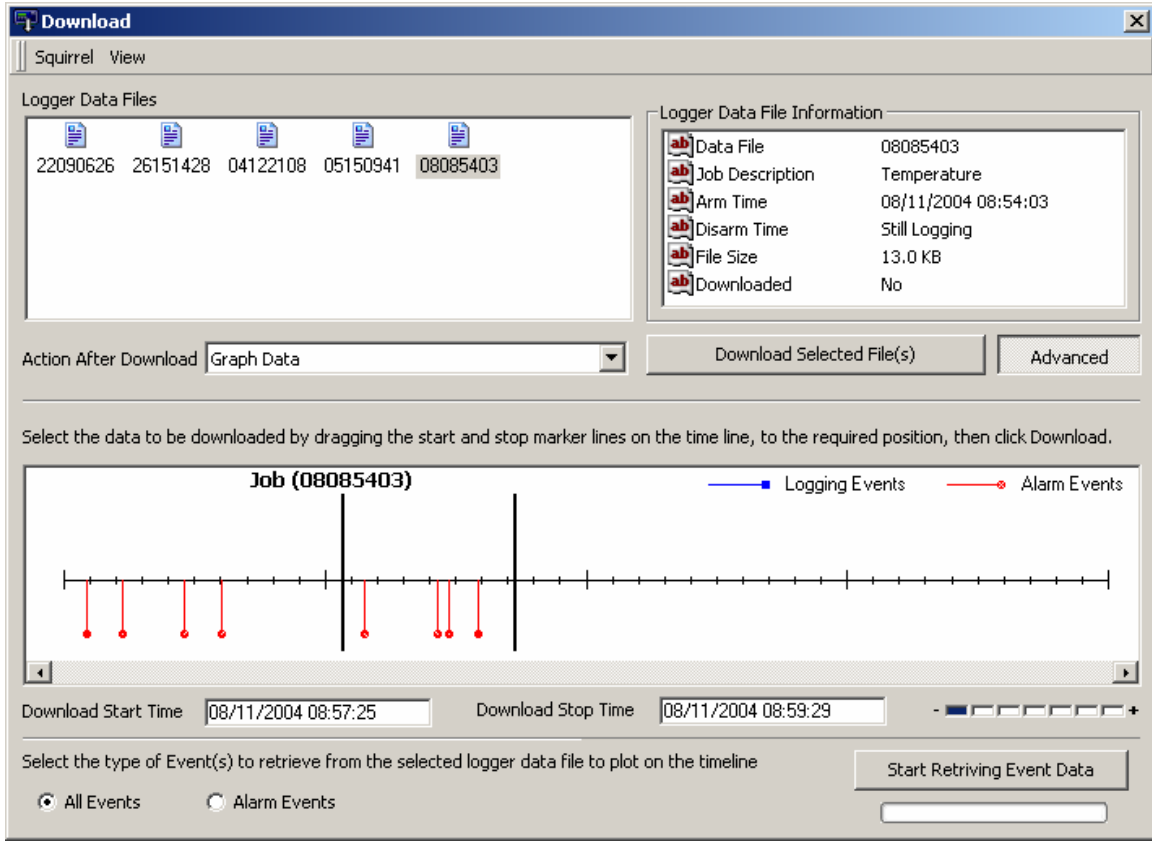 Download
Squirrel View
Logger Data Files
22090626 26151428 04122108 05150941 08085403
Logger Data File Information
ab Data File 08085403
ab Job Description Temperature
ab Arm Time 08/11/2004 08:54:03
ab Disarm Time Still Logging
ab File Size 13.0 KB
ab Downloaded No
Action After Download Graph Data
Download Selected File(s) Advanced
Select the data to be downloaded by dragging the start and stop marker lines on the time line, to the required position, then click Download.
Job (08085403) Logging Events Alarm Events
Download Start Time 08/11/2004 08:57:25 Download Stop Time 08/11/2004 08:59:29 - +
Select the type of Event(s) to retrieve from the selected logger data file to plot on the timeline
Start Retriving Event Data
All Events Alarm Events